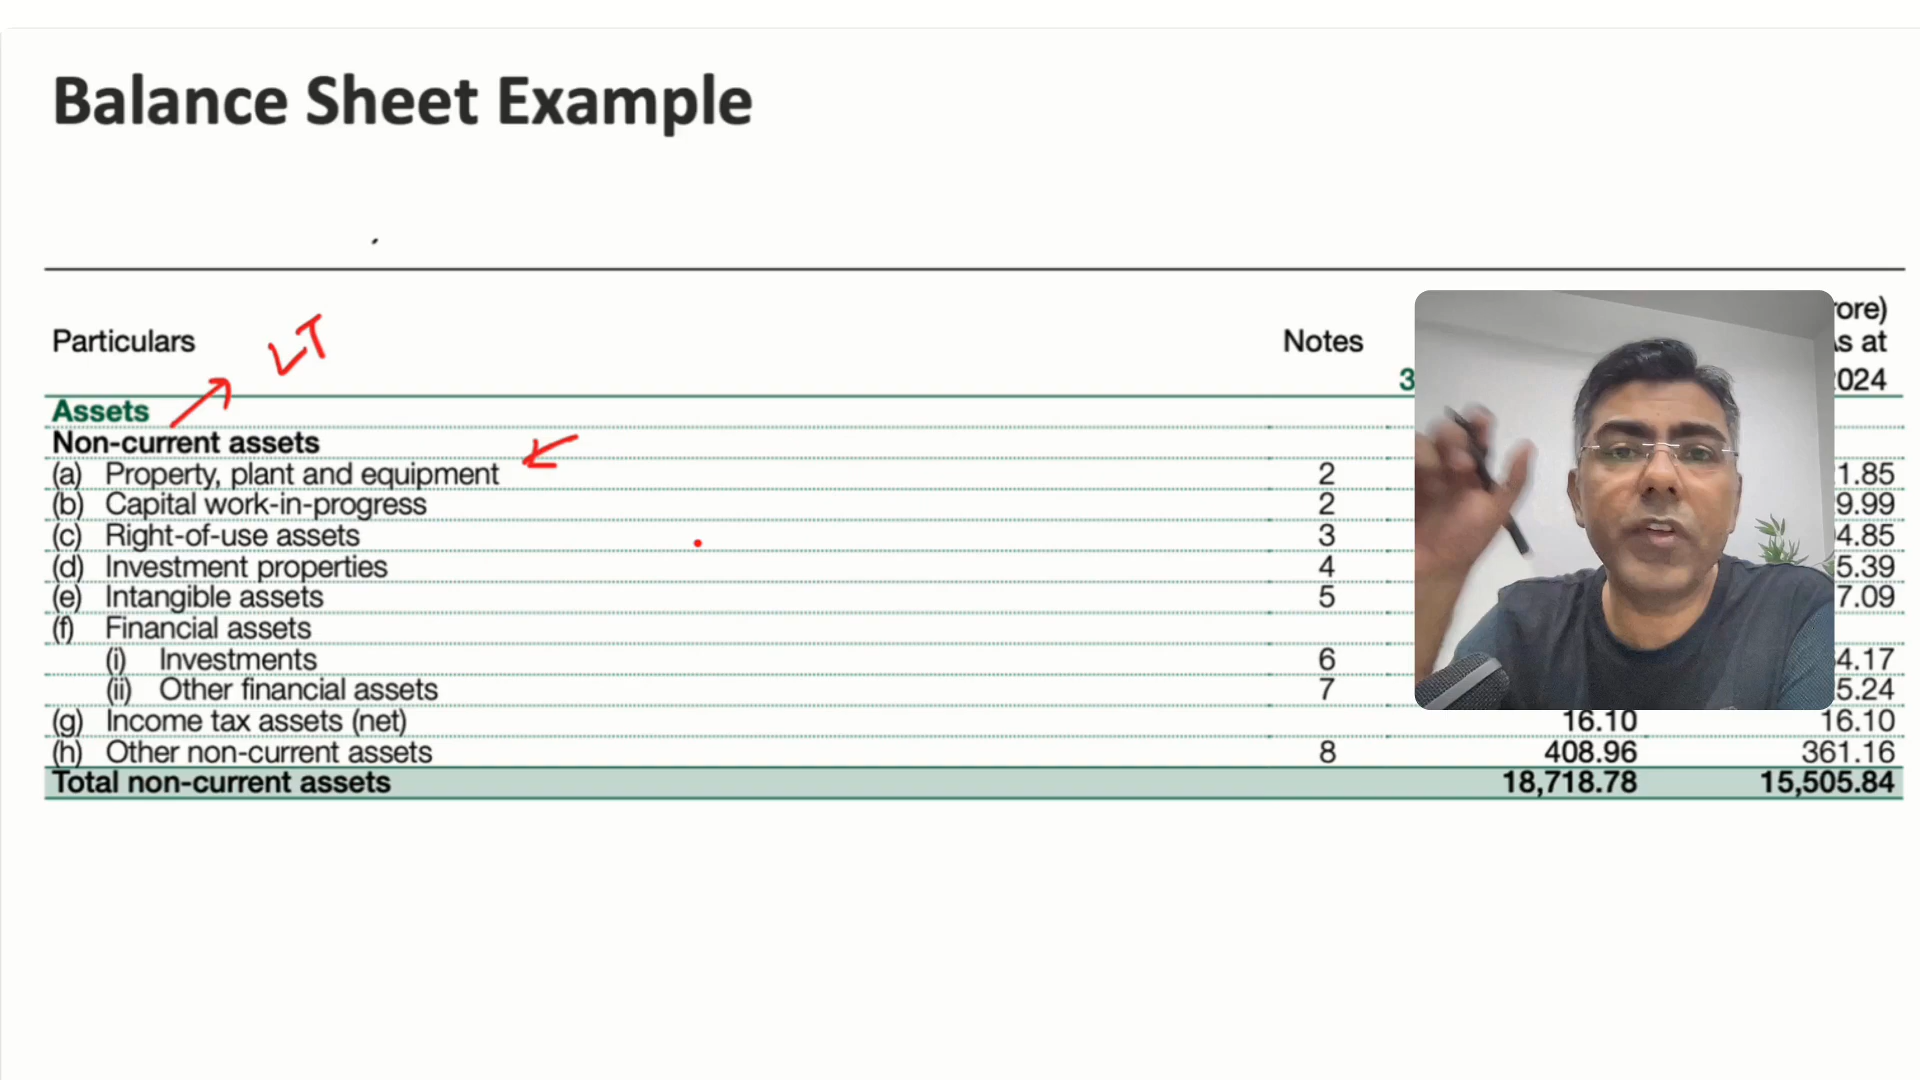 Balance Sheet Example
Particulars
LT
Notes
3
rore)
s at
024
Assets
Non-current assets
(a) Property, plant and equipment 2 1.85
(b) Capital work-in-progress 2 9.99
(c) Right-of-use assets 3 4.85
(d) Investment properties 4 5.39
(e) Intangible assets 5 7.09
(f) Financial assets
(i) Investments 6 4.17
(ii) Other financial assets 7 5.24
(g) Income tax assets (net) 16.10 16.10
(h) Other non-current assets 8 408.96 361.16
Total non-current assets 18,718.78 15,505.84